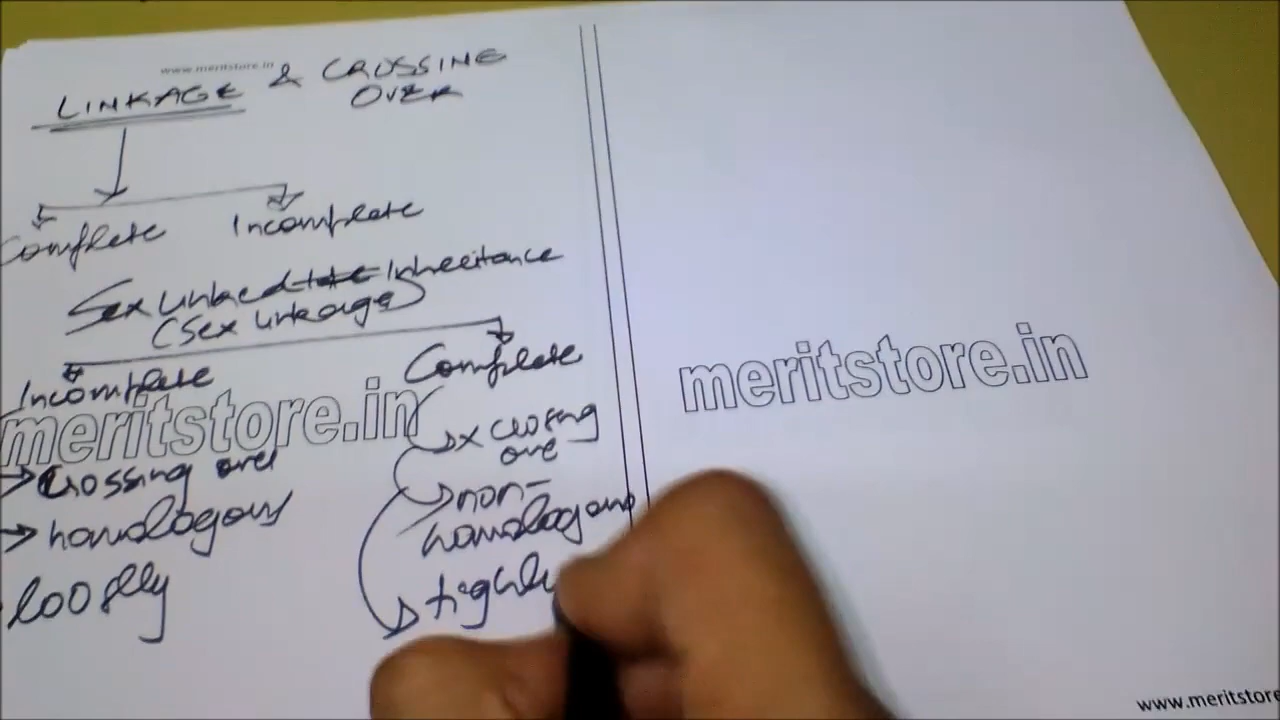 www.meritstore.in
LINKAGE & CROSSING
OVER
Complete Incomplete
Sex linked Inheritance
(Sex linkage)
Incomplete Complete
meritstore.in
meritstore.in
→ Crossing over
x crossing
over
→ homologous
non-
homologous
loosely
tightly
www.meritstore